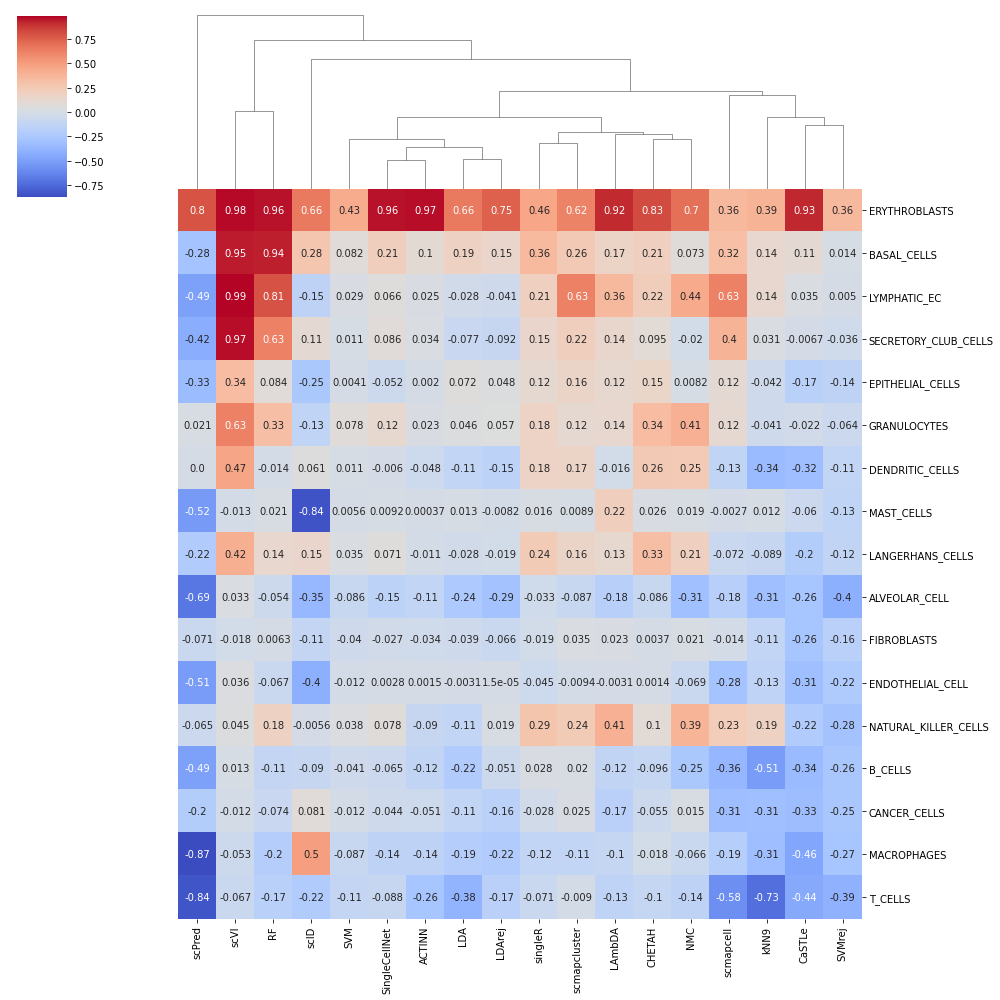 0.75
0.50
0.25
0.00
−0.25
−0.50
−0.75
0.8 0.98 0.96 0.66 0.43 0.96 0.97 0.66 0.75 0.46 0.62 0.92 0.83 0.7 0.36 0.39 0.93 0.36 ERYTHROBLASTS
-0.28 0.95 0.94 0.28 0.082 0.21 0.1 0.19 0.15 0.36 0.26 0.17 0.21 0.073 0.32 0.14 0.11 0.014 BASAL_CELLS
-0.49 0.99 0.81 -0.15 0.029 0.066 0.025 -0.028 -0.041 0.21 0.63 0.36 0.22 0.44 0.63 0.14 0.035 0.005 LYMPHATIC_EC
-0.42 0.97 0.63 0.11 0.011 0.086 0.034 -0.077 -0.092 0.15 0.22 0.14 0.095 -0.02 0.4 0.031 -0.0067 -0.036 SECRETORY_CLUB_CELLS
-0.33 0.34 0.084 -0.25 0.0041 -0.052 0.002 0.072 0.048 0.12 0.16 0.12 0.15 0.0082 0.12 -0.042 -0.17 -0.14 EPITHELIAL_CELLS
0.021 0.63 0.33 -0.13 0.078 0.12 0.023 0.046 0.057 0.18 0.12 0.14 0.34 0.41 0.12 -0.041 -0.022 -0.064 GRANULOCYTES
0.0 0.47 -0.014 0.061 0.011 -0.006 -0.048 -0.11 -0.15 0.18 0.17 -0.016 0.26 0.25 -0.13 -0.34 -0.32 -0.11 DENDRITIC_CELLS
-0.52 -0.013 0.021 -0.84 0.0056 0.0092 0.00037 0.013 -0.0082 0.016 0.0089 0.22 0.026 0.019 -0.0027 0.012 -0.06 -0.13 MAST_CELLS
-0.22 0.42 0.14 0.15 0.035 0.071 -0.011 -0.028 -0.019 0.24 0.16 0.13 0.33 0.21 -0.072 -0.089 -0.2 -0.12 LANGERHANS_CELLS
-0.69 0.033 -0.054 -0.35 -0.086 -0.15 -0.11 -0.24 -0.29 -0.033 -0.087 -0.18 -0.086 -0.31 -0.18 -0.31 -0.26 -0.4 ALVEOLAR_CELL
-0.071 -0.018 0.0063 -0.11 -0.04 -0.027 -0.034 -0.039 -0.066 -0.019 0.035 0.023 0.0037 0.021 -0.014 -0.11 -0.26 -0.16 FIBROBLASTS
-0.51 0.036 -0.067 -0.4 -0.012 0.0028 0.0015 -0.0031 1.5e-05 -0.045 -0.0094 -0.0031 0.0014 -0.069 -0.28 -0.13 -0.31 -0.22 ENDOTHELIAL_CELL
-0.065 0.045 0.18 -0.0056 0.038 0.078 -0.09 -0.11 0.019 0.29 0.24 0.41 0.1 0.39 0.23 0.19 -0.22 -0.28 NATURAL_KILLER_CELLS
-0.49 0.013 -0.11 -0.09 -0.041 -0.065 -0.12 -0.22 -0.051 0.028 0.02 -0.12 -0.096 -0.25 -0.36 -0.51 -0.34 -0.26 B_CELLS
-0.2 -0.012 -0.074 0.081 -0.012 -0.044 -0.051 -0.11 -0.16 -0.028 0.025 -0.17 -0.055 0.015 -0.31 -0.31 -0.33 -0.25 CANCER_CELLS
-0.87 -0.053 -0.2 0.5 -0.087 -0.14 -0.14 -0.19 -0.22 -0.12 -0.11 -0.1 -0.018 -0.066 -0.19 -0.31 -0.46 -0.27 MACROPHAGES
-0.84 -0.067 -0.17 -0.22 -0.11 -0.088 -0.26 -0.38 -0.17 -0.071 -0.009 -0.13 -0.1 -0.14 -0.58 -0.73 -0.44 -0.39 T_CELLS
scPred scVI RF scID SVM SingleCellNet ACTINN LDA LDArej singleR scmapcluster LAmbDA CHETAH NMC scmapcell kNN9 CaSTLe SVMrej